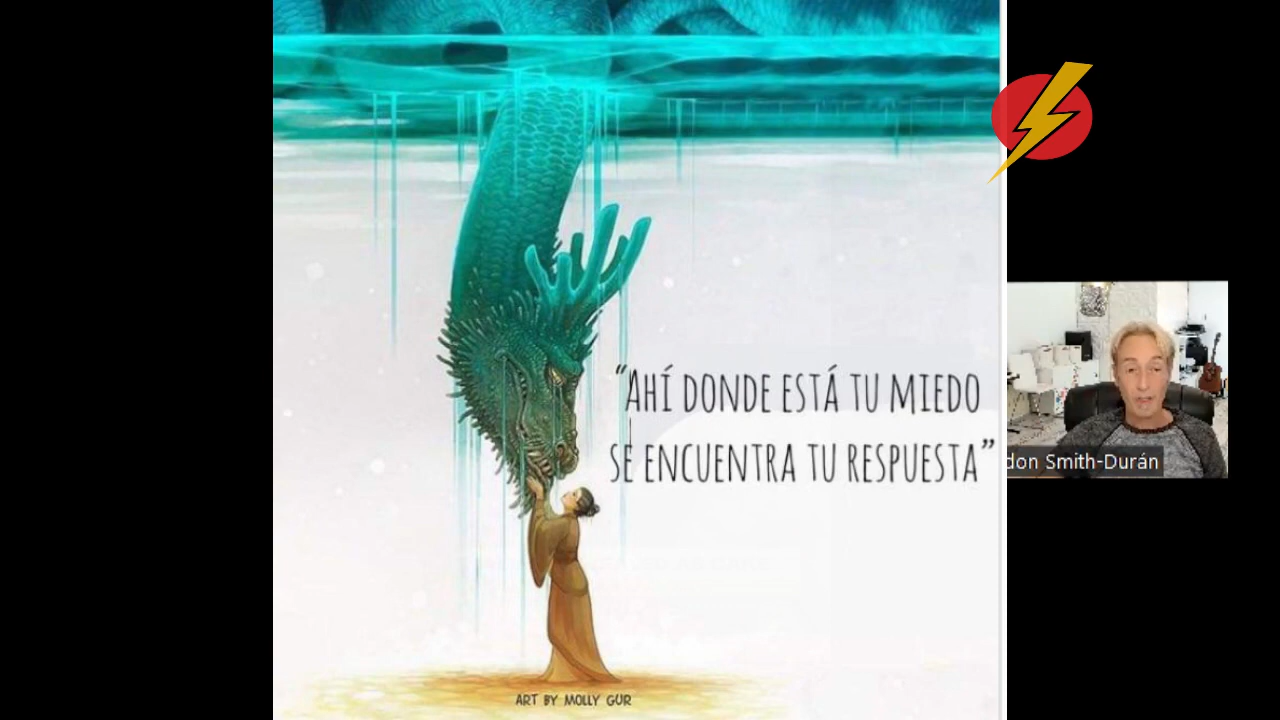 “AHÍ DONDE ESTÁ TU MIEDO
SE ENCUENTRA TU RESPUESTA”
don Smith-Durán
ART BY MOLLY GUR